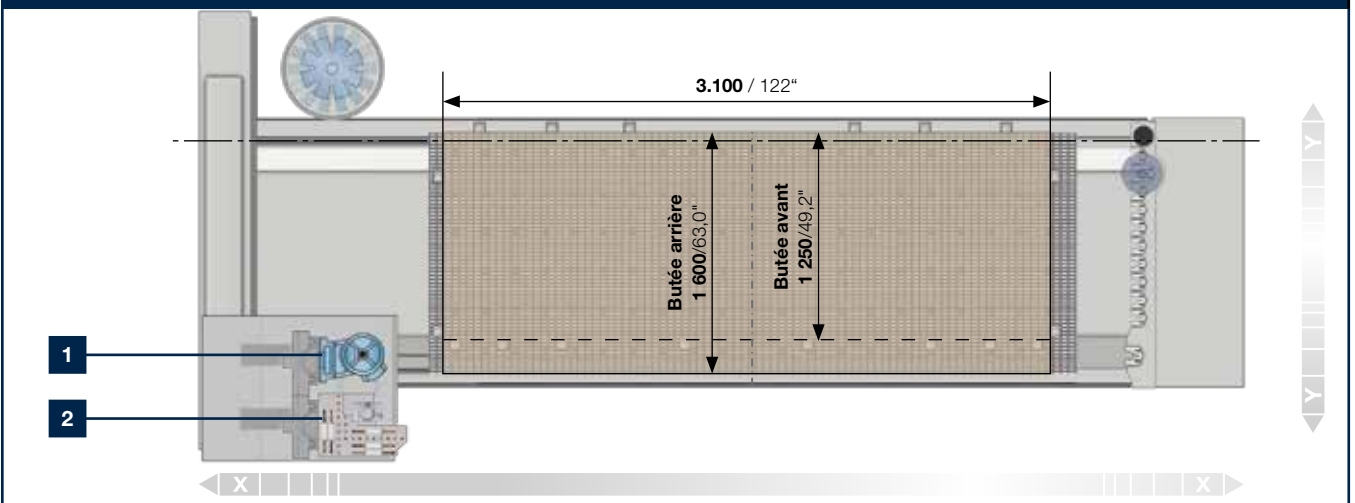 3.100 / 122“
Butée arrière
1 600/63,0"
Butée avant
1 250/49,2"
1
2
Y
Y
X
X